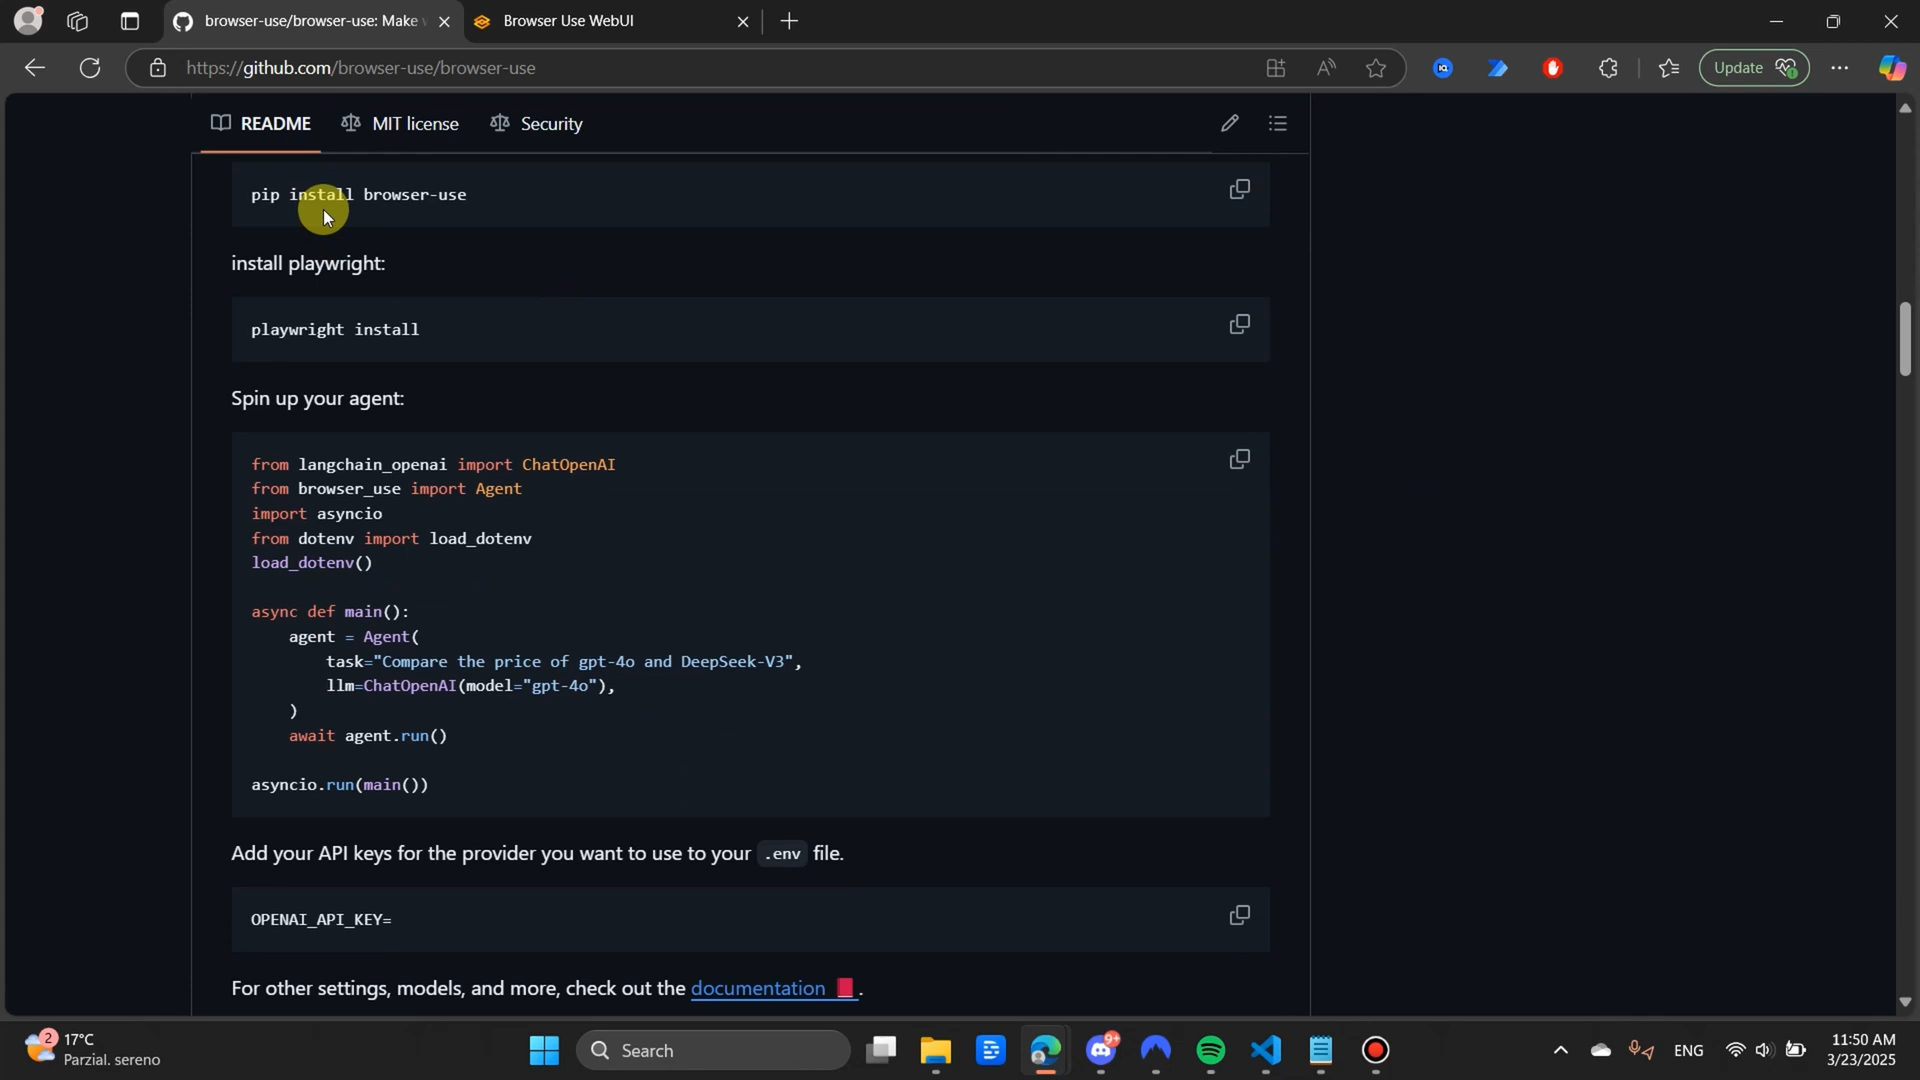 browser-use/browser-use: Make
Browser Use WebUI
https://github.com/browser-use/browser-use
Update
README
MIT license
Security
pip install browser-use
install playwright:
playwright install
Spin up your agent:
from langchain_openai import ChatOpenAI
from browser_use import Agent
import asyncio
from dotenv import load_dotenv
load_dotenv()
async def main():
agent = Agent(
task="Compare the price of gpt-4o and DeepSeek-V3",
llm=ChatOpenAI(model="gpt-4o"),
)
await agent.run()
asyncio.run(main())
Add your API keys for the provider you want to use to your .env file.
OPENAI_API_KEY=
For other settings, models, and more, check out the documentation 📕.
2
17°C
Parzial. sereno
Search
9+
ENG
11:50 AM
3/23/2025